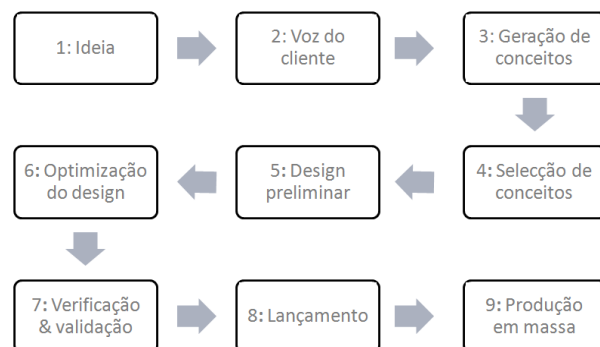 1: Ideia
2: Voz do
cliente
3: Geração de
conceitos
4: Selecção de
conceitos
5: Design
preliminar
6: Optimização
do design
7: Verificação
& validação
8: Lançamento
9: Produção
em massa